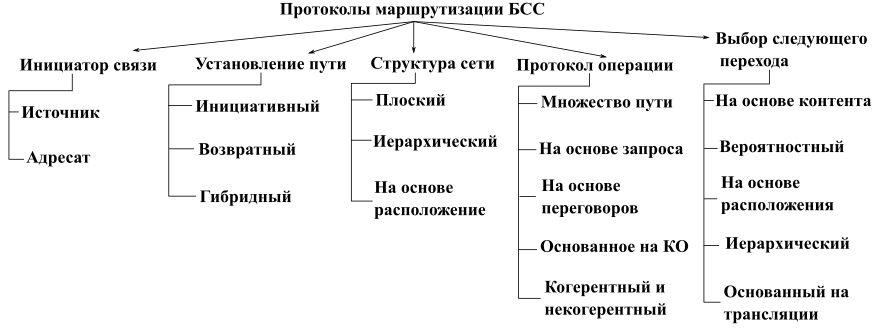 Протоколы маршрутизации БСС
Инициатор связи
Источник
Адресат
Установление пути
Инициативный
Возвратный
Гибридный
Структура сети
Плоский
Иерархический
На основе
расположение
Протокол операции
Множество пути
На основе запроса
На основе
переговоров
Основанное на КО
Когерентный и
некогерентный
Выбор следующего
перехода
На основе контента
Вероятностный
На основе
расположения
Иерархический
Основанный на
трансляции